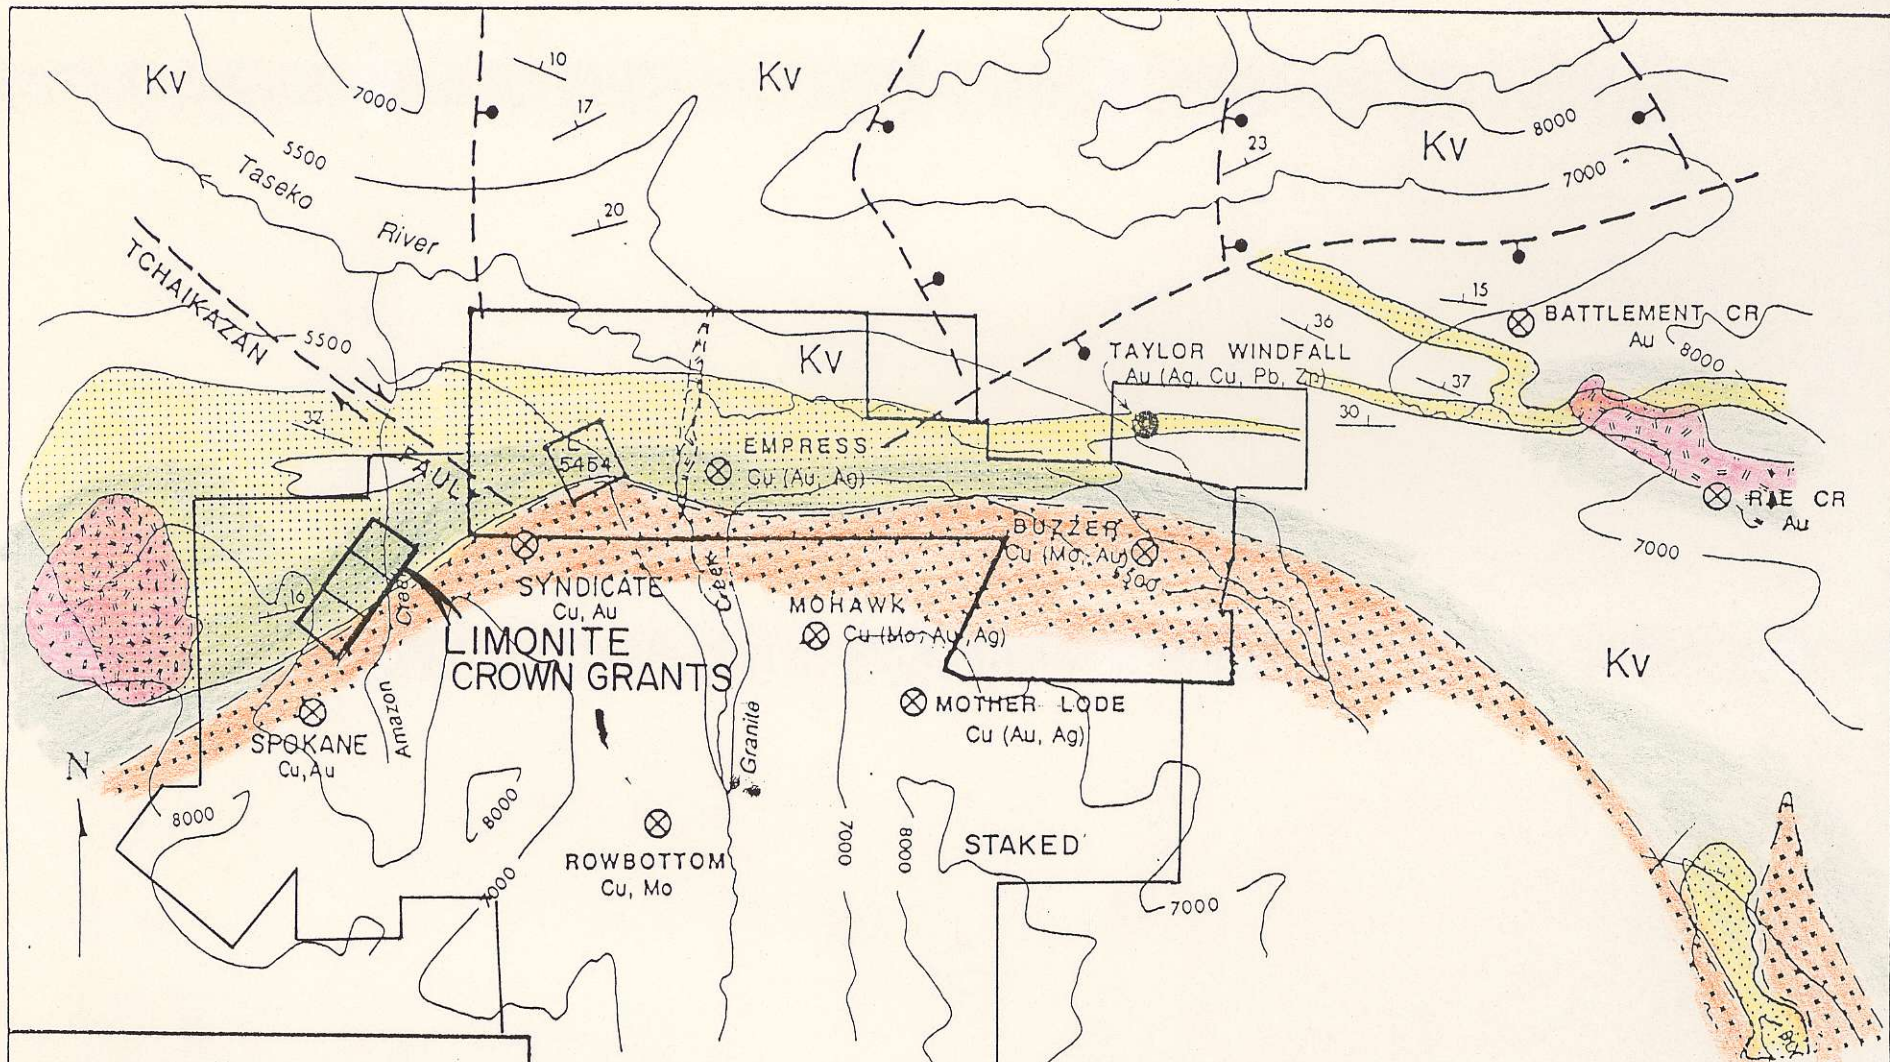 Kv
Kv
Kv
10
17
7000
5500
Taseko
River
20
23
8000
7000
TCHAIKAZAN
FAULT
5500
Kv
15
36
BATTLEMENT CR
Au
8000
TAYLOR WINDFALL
Au (Ag, Cu, Pb, Zn)
37
30
32
L
5454
EMPRESS
Cu (Au, Ag)
BUZZER
Cu (Mo, Au)
5500
Au
7000
SYNDICATE
Cu, Au
Creek
Creek
16
MOHAWK
Cu (Mo, Au, Ag)
LIMONITE
CROWN GRANTS
Kv
SPOKANE
Cu, Au
Amazon
Granite
MOTHER LODE
Cu (Au, Ag)
N
8000
8000
7000
8000
STAKED
ROWBOTTOM
Cu, Mo
7000
7000